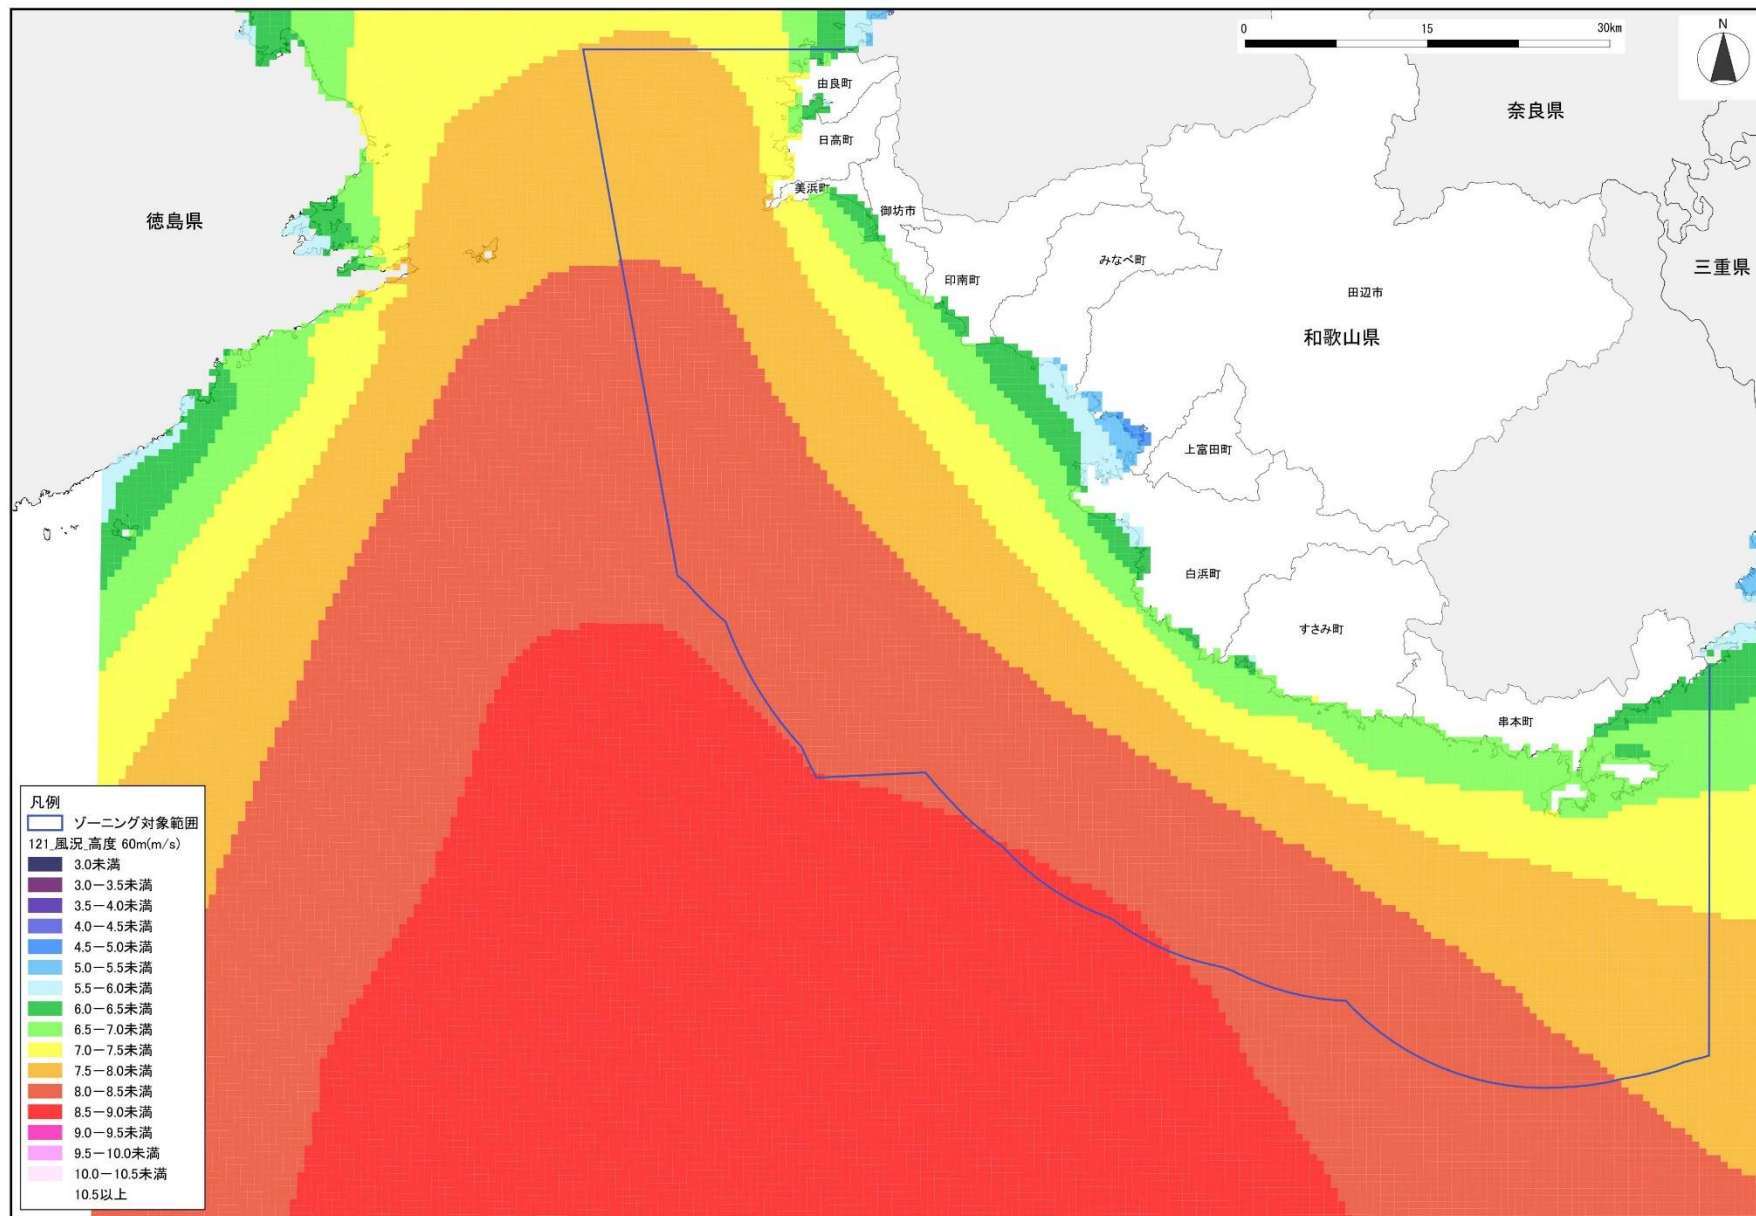 0 15 30km
N
由良町
奈良県
日高町
美浜町
御坊市
徳島県
みなべ町
三重県
印南町
田辺市
和歌山県
上富田町
白浜町
すさみ町
串本町
凡例
ゾーニング対象範囲
121_風況_高度 60m(m/s)
3.0未満
3.0－3.5未満
3.5－4.0未満
4.0－4.5未満
4.5－5.0未満
5.0－5.5未満
5.5－6.0未満
6.0－6.5未満
6.5－7.0未満
7.0－7.5未満
7.5－8.0未満
8.0－8.5未満
8.5－9.0未満
9.0－9.5未満
9.5－10.0未満
10.0－10.5未満
10.5以上